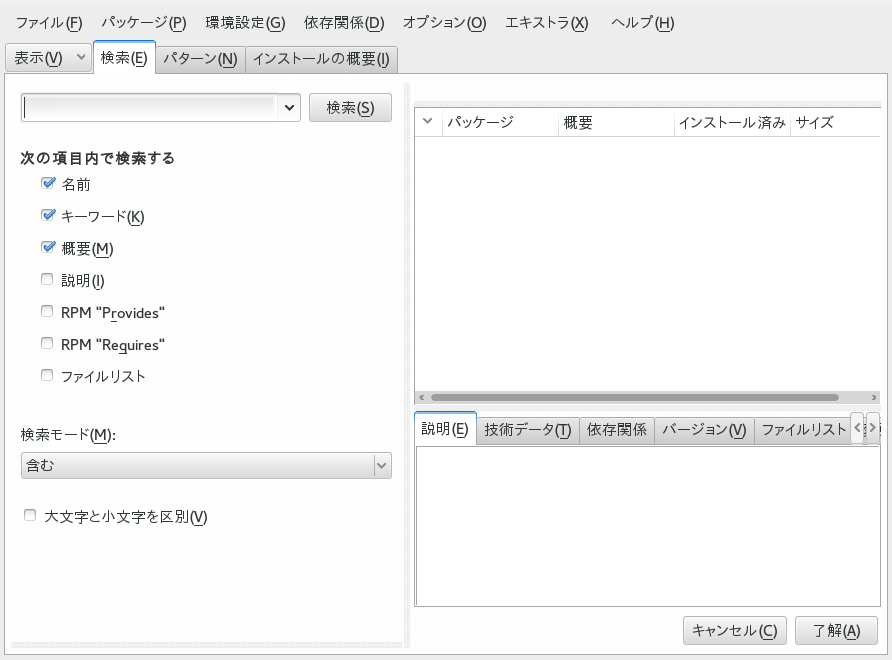 ファイル(F) パッケージ(P) 環境設定(G) 依存関係(D) オプション(O) エキストラ(X) ヘルプ(H)
表示(V) 検索(E) パターン(N) インストールの概要(I)
検索(S)
次の項目内で検索する
名前
キーワード(K)
概要(M)
説明(I)
RPM "Provides"
RPM "Requires"
ファイルリスト
検索モード(M):
含む
大文字と小文字を区別(V)
パッケージ 概要 インストール済み サイズ
説明(E) 技術データ(T) 依存関係 バージョン(V) ファイルリスト
キャンセル(C) 了解(A)